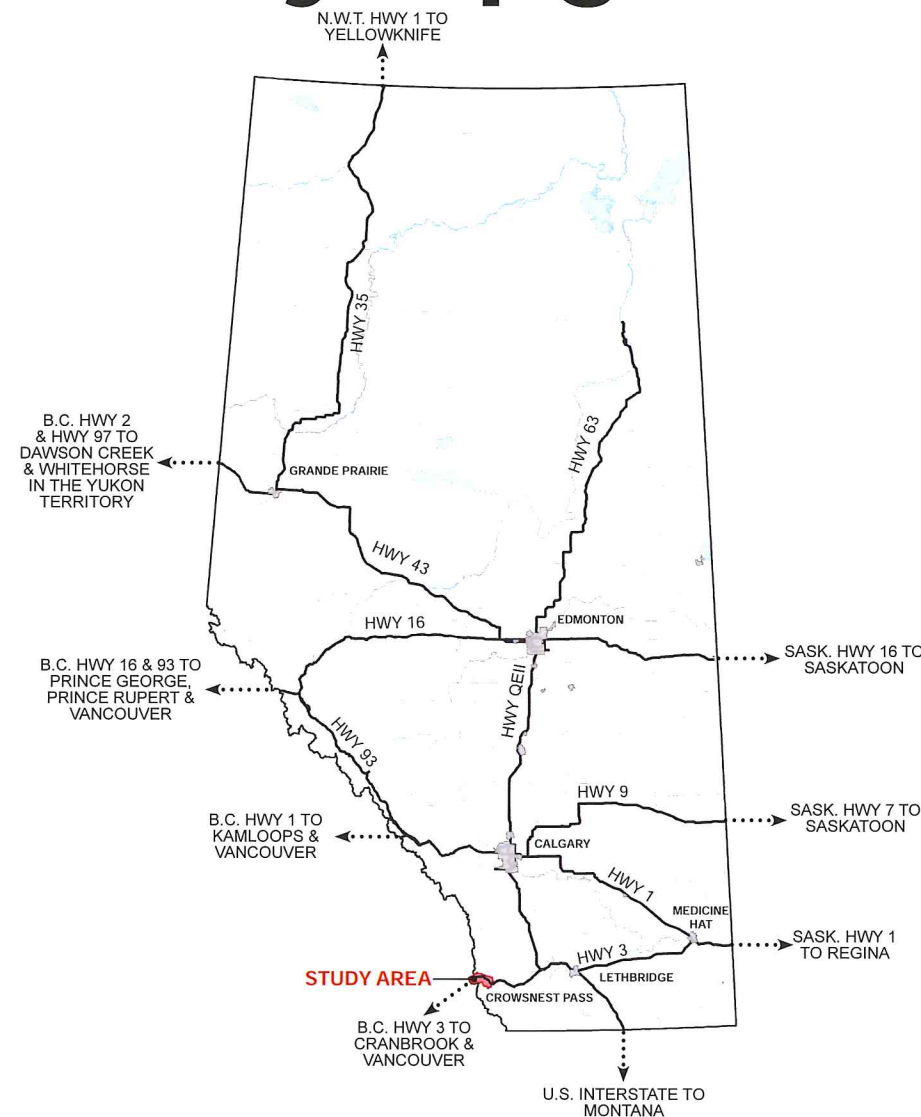 N.W.T. HWY 1 TO
YELLOWKNIFE
HWY 35
HWY 63
B.C. HWY 2
& HWY 97 TO
DAWSON CREEK
& WHITEHORSE
IN THE YUKON
TERRITORY
GRANDE PRAIRIE
HWY 43
HWY 16
EDMONTON
SASK. HWY 16 TO
SASKATOON
B.C. HWY 16 & 93 TO
PRINCE GEORGE,
PRINCE RUPERT &
VANCOUVER
HWY QEII
HWY 93
HWY 9
SASK. HWY 7 TO
SASKATOON
B.C. HWY 1 TO
KAMLOOPS &
VANCOUVER
CALGARY
HWY 1
MEDICINE
HAT
SASK. HWY 1
TO REGINA
HWY 3
LETHBRIDGE
STUDY AREA
CROWSNEST PASS
B.C. HWY 3 TO
CRANBROOK &
VANCOUVER
U.S. INTERSTATE TO
MONTANA